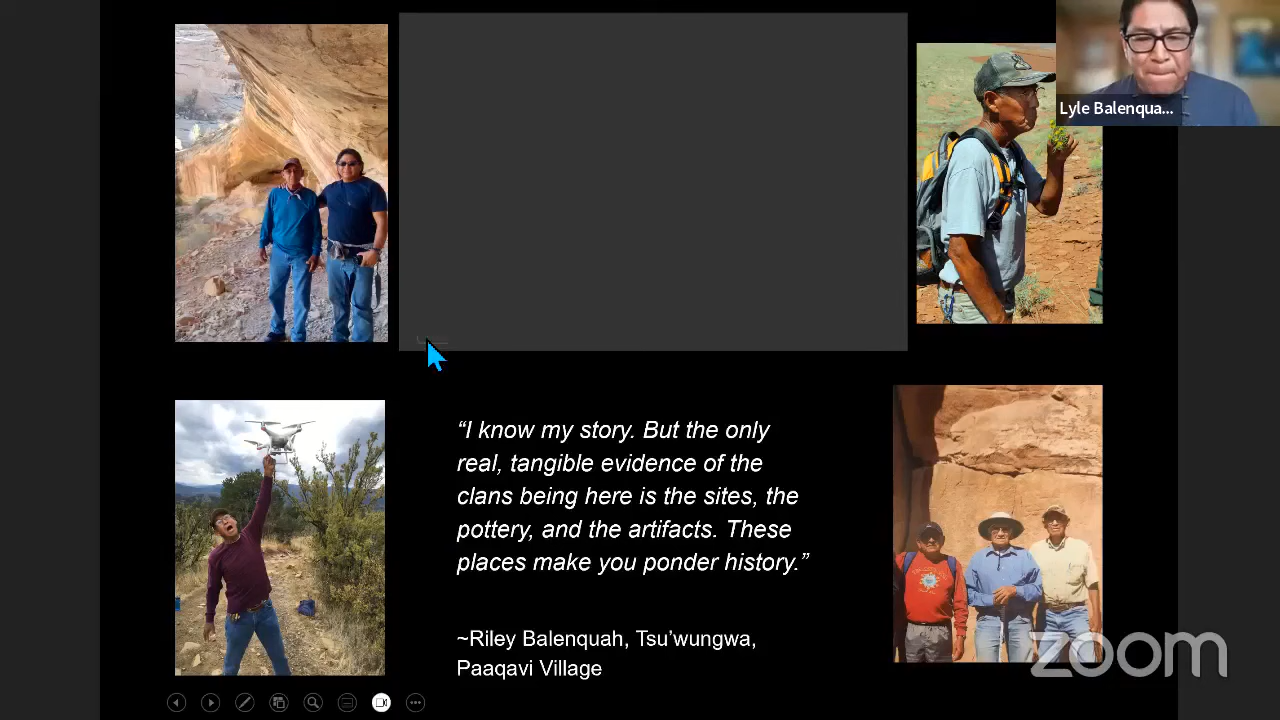 Lyle Balenqua...
“I know my story. But the only
real, tangible evidence of the
clans being here is the sites, the
pottery, and the artifacts. These
places make you ponder history.”
~Riley Balenquah, Tsu’wungwa,
Paaqavi Village
zoom